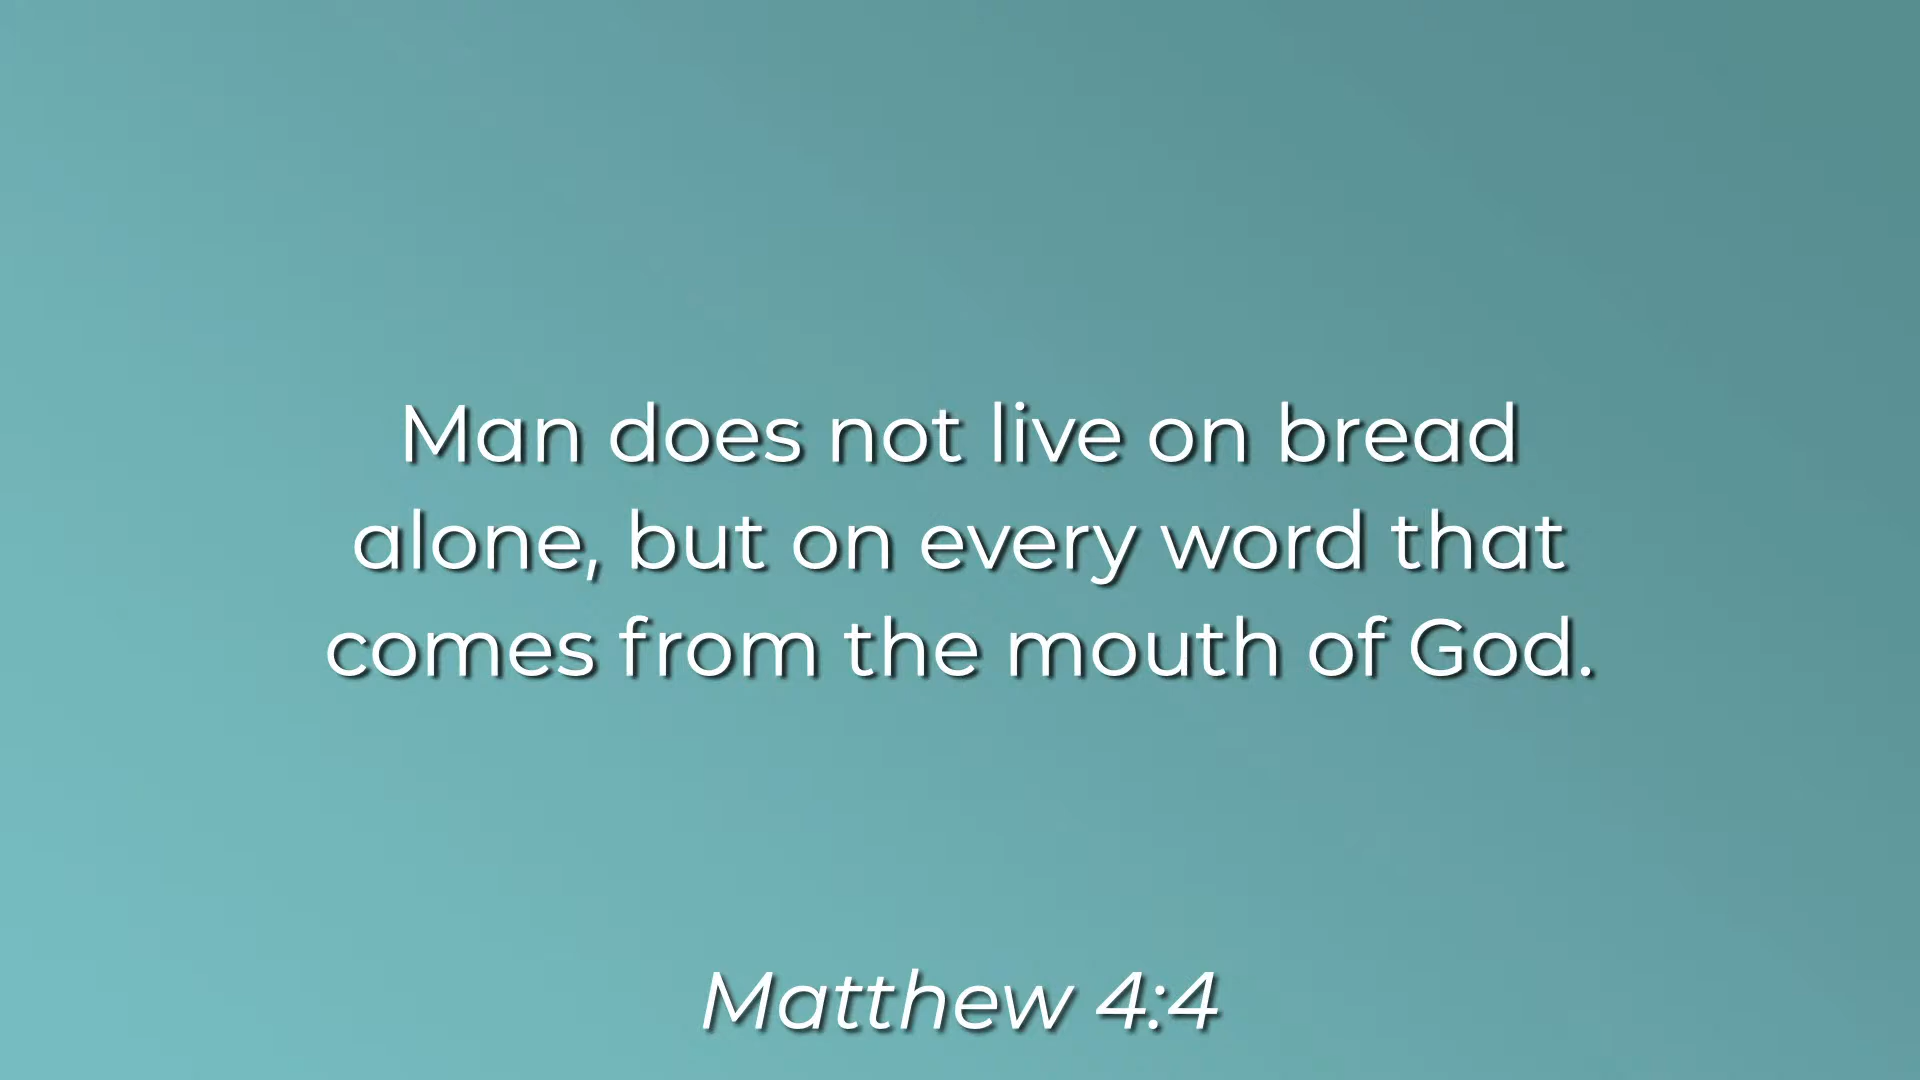 Man does not live on bread
alone, but on every word that
comes from the mouth of God.
Matthew 4:4